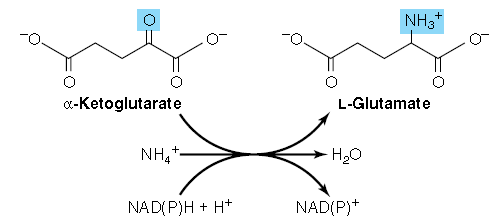 O NH₃⁺
⁻O O⁻ ⁻O O⁻
O O O O
α-Ketoglutarate L-Glutamate
NH₄⁺ H₂O
NAD(P)H + H⁺ NAD(P)⁺